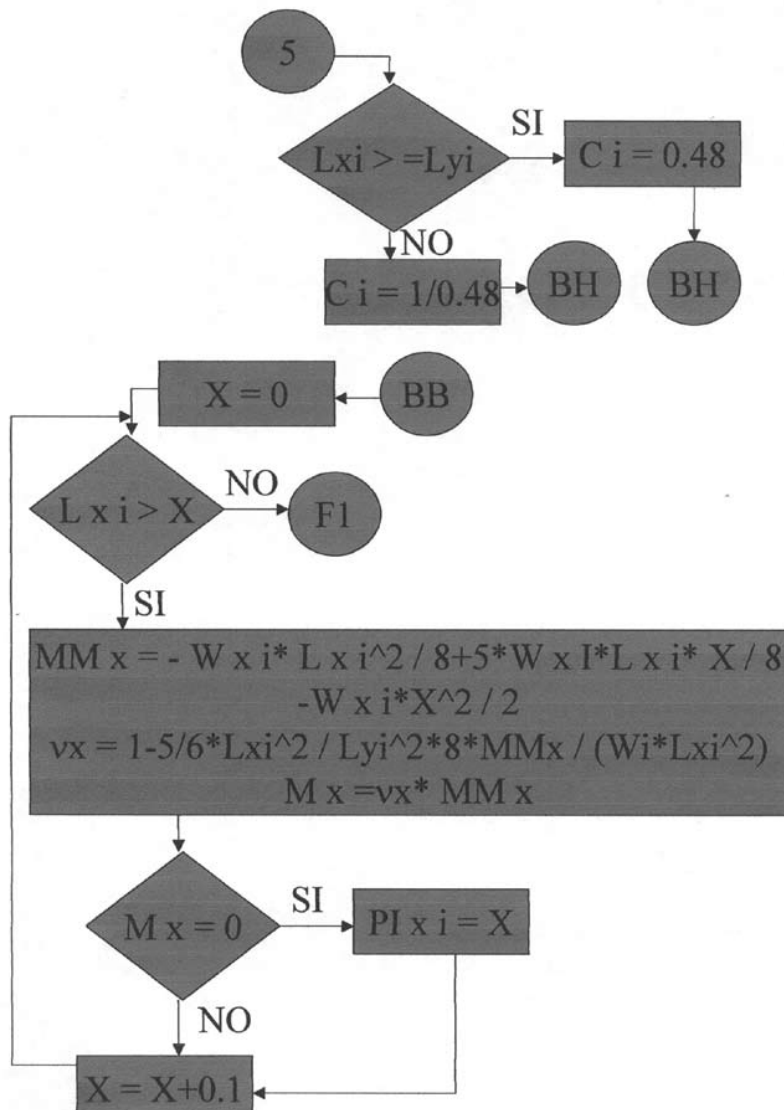 5
Lxi > =Lyi
SI
C i = 0.48
NO
C i = 1/0.48
BH
BH
X = 0
BB
L x i > X
NO
F1
SI
MM x = - W x i* L x i^2 / 8+5*W x I*L x i* X / 8
-W x i*X^2 / 2
νx = 1-5/6*Lxi^2 / Lyi^2*8*MMx / (Wi*Lxi^2)
M x =νx* MM x
M x = 0
SI
PI x i = X
NO
X = X+0.1